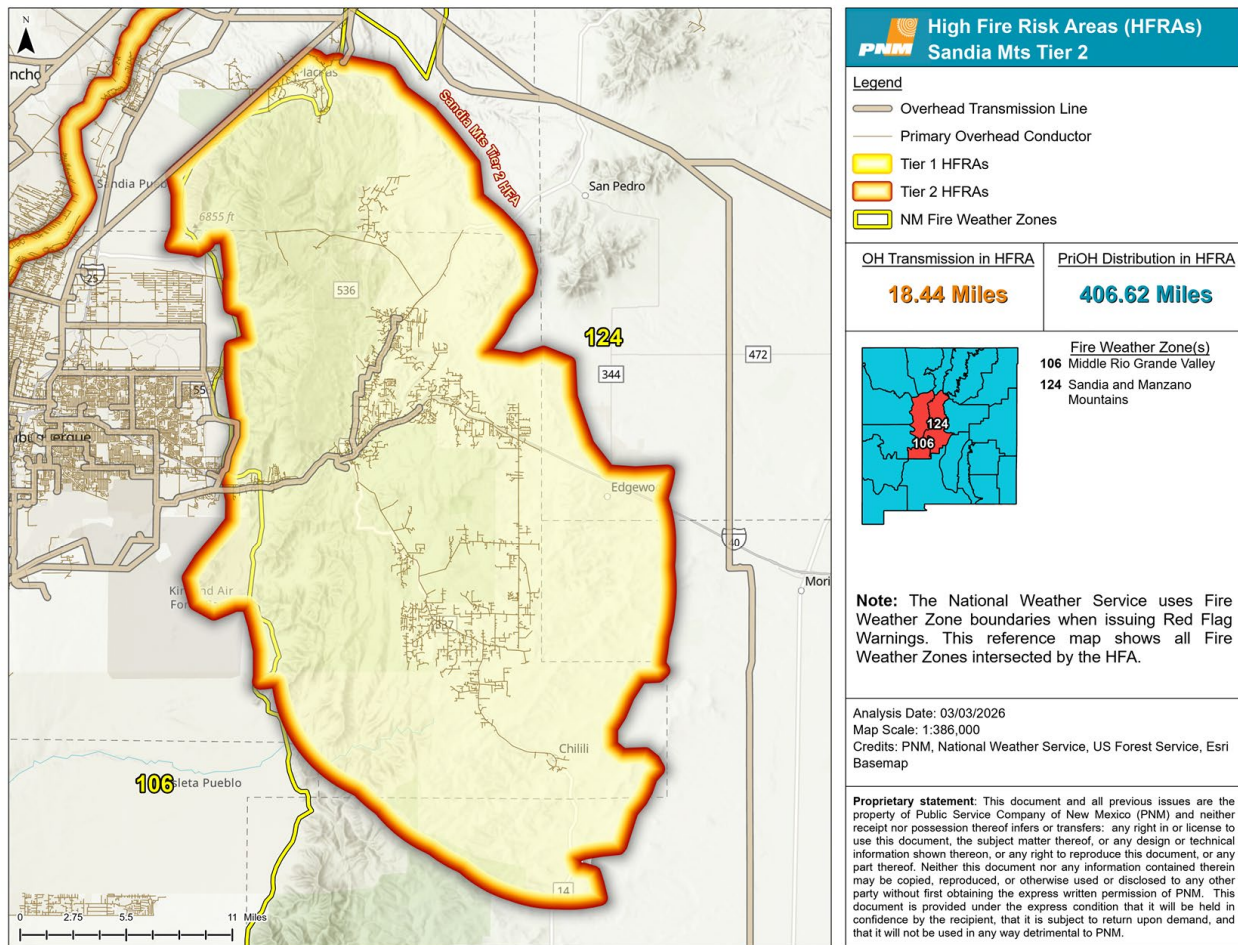 N
ncho
Placitas
Sandia Mts Tier 2 HFA
San Pedro
Sandia Pueblo
6855 ft
25
536
124
472
344
55
Edgewo
40
Mori
337
Chilili
106
sleta Pueblo
14
0 2.75 5.5 11 Miles
PNM
High Fire Risk Areas (HFRAs)
Sandia Mts Tier 2
Legend
Overhead Transmission Line
Primary Overhead Conductor
Tier 1 HFRAs
Tier 2 HFRAs
NM Fire Weather Zones
OH Transmission in HFRA
18.44 Miles
PriOH Distribution in HFRA
406.62 Miles
124
106
Fire Weather Zone(s)
106 Middle Rio Grande Valley
124 Sandia and Manzano
Mountains
Note: The National Weather Service uses Fire
Weather Zone boundaries when issuing Red Flag
Warnings. This reference map shows all Fire
Weather Zones intersected by the HFA.
Analysis Date: 03/03/2026
Map Scale: 1:386,000
Credits: PNM, National Weather Service, US Forest Service, Esri
Basemap
Proprietary statement: This document and all previous issues are the
property of Public Service Company of New Mexico (PNM) and neither
receipt nor possession thereof infers or transfers: any right in or license to
use this document, the subject matter thereof, or any design or technical
information shown thereon, or any right to reproduce this document, or any
part thereof. Neither this document nor any information contained therein
may be copied, reproduced, or otherwise used or disclosed to any other
party without first obtaining the express written permission of PNM. This
document is provided under the express condition that it will be held in
confidence by the recipient, that it is subject to return upon demand, and
that it will not be used in any way detrimental to PNM.